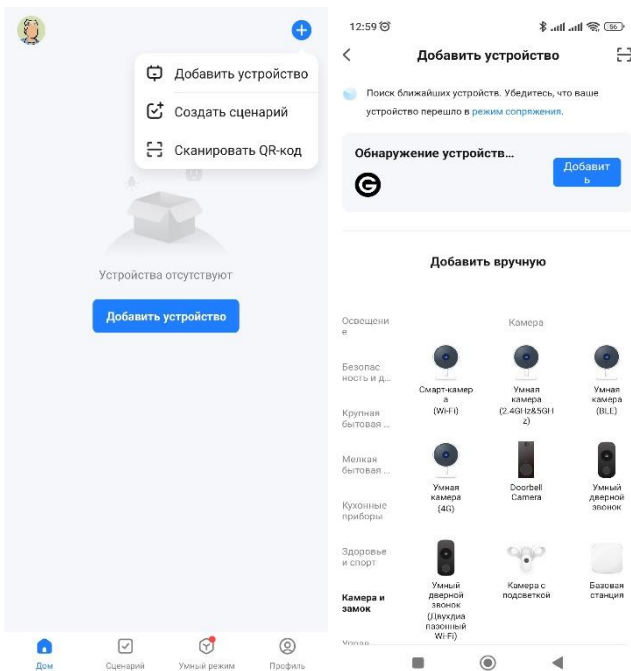 Добавить устройство
Создать сценарий
Сканировать QR-код
Устройства отсутствуют
Добавить устройство
Дом
Сценарий
Умный режим
Профиль
12:59
56
Добавить устройство
Поиск ближайших устройств. Убедитесь, что ваше
устройство перешло в режим сопряжения.
Обнаружение устройств...
Добавит
ь
G
Добавить вручную
Освещени
е
Безопас
ность и д...
Крупная
бытовая ...
Мелкая
бытовая ...
Кухонные
приборы
Здоровье
и спорт
Камера и
замок
Камера
Смарт-камер
а
(Wi-Fi)
Умная
камера
(2.4GHz&5GH
z)
Умная
камера
(BLE)
Умная
камера
(4G)
Doorbell
Camera
Умный
дверной
звонок
Умный
дверной
звонок
(Двухдиа
пазонный
Wi-Fi)
Камера с
подсветкой
Базовая
станция